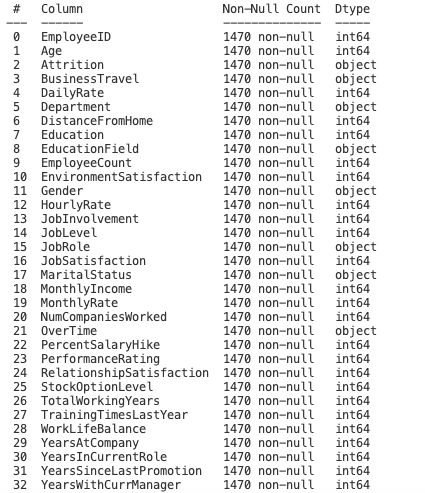 #   Column                    Non-Null Count  Dtype
---  ------                    --------------  -----
0   EmployeeID                1470 non-null   int64
1   Age                       1470 non-null   int64
2   Attrition                 1470 non-null   object
3   BusinessTravel            1470 non-null   object
4   DailyRate                 1470 non-null   int64
5   Department                1470 non-null   object
6   DistanceFromHome          1470 non-null   int64
7   Education                 1470 non-null   int64
8   EducationField            1470 non-null   object
9   EmployeeCount             1470 non-null   int64
10  EnvironmentSatisfaction   1470 non-null   int64
11  Gender                    1470 non-null   object
12  HourlyRate                1470 non-null   int64
13  JobInvolvement            1470 non-null   int64
14  JobLevel                  1470 non-null   int64
15  JobRole                   1470 non-null   object
16  JobSatisfaction           1470 non-null   int64
17  MaritalStatus             1470 non-null   object
18  MonthlyIncome             1470 non-null   int64
19  MonthlyRate               1470 non-null   int64
20  NumCompaniesWorked        1470 non-null   int64
21  OverTime                  1470 non-null   object
22  PercentSalaryHike         1470 non-null   int64
23  PerformanceRating         1470 non-null   int64
24  RelationshipSatisfaction  1470 non-null   int64
25  StockOptionLevel          1470 non-null   int64
26  TotalWorkingYears         1470 non-null   int64
27  TrainingTimesLastYear     1470 non-null   int64
28  WorkLifeBalance           1470 non-null   int64
29  YearsAtCompany            1470 non-null   int64
30  YearsInCurrentRole        1470 non-null   int64
31  YearsSinceLastPromotion   1470 non-null   int64
32  YearsWithCurrManager      1470 non-null   int64